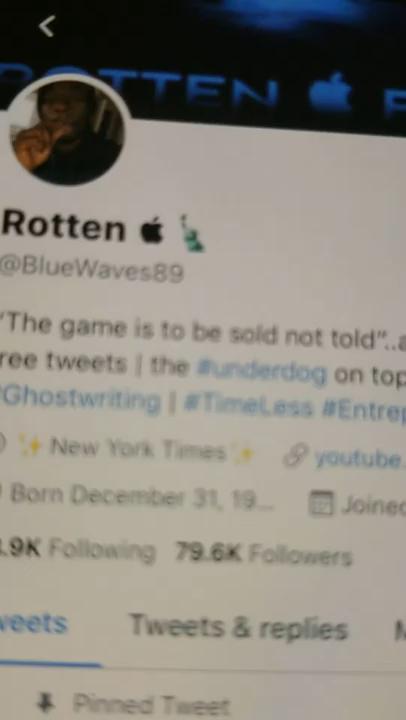 ROTTEN
Rotten
@BlueWaves89
"The game is to be sold not told"..a
ree tweets | the #underdog on top
#Ghostwriting | #TimeLess #Entrep
✨ New York Times ✨ youtube.
Born December 31, 19... Joined
.9K Following 79.6K Followers
weets Tweets & replies M
Pinned Tweet